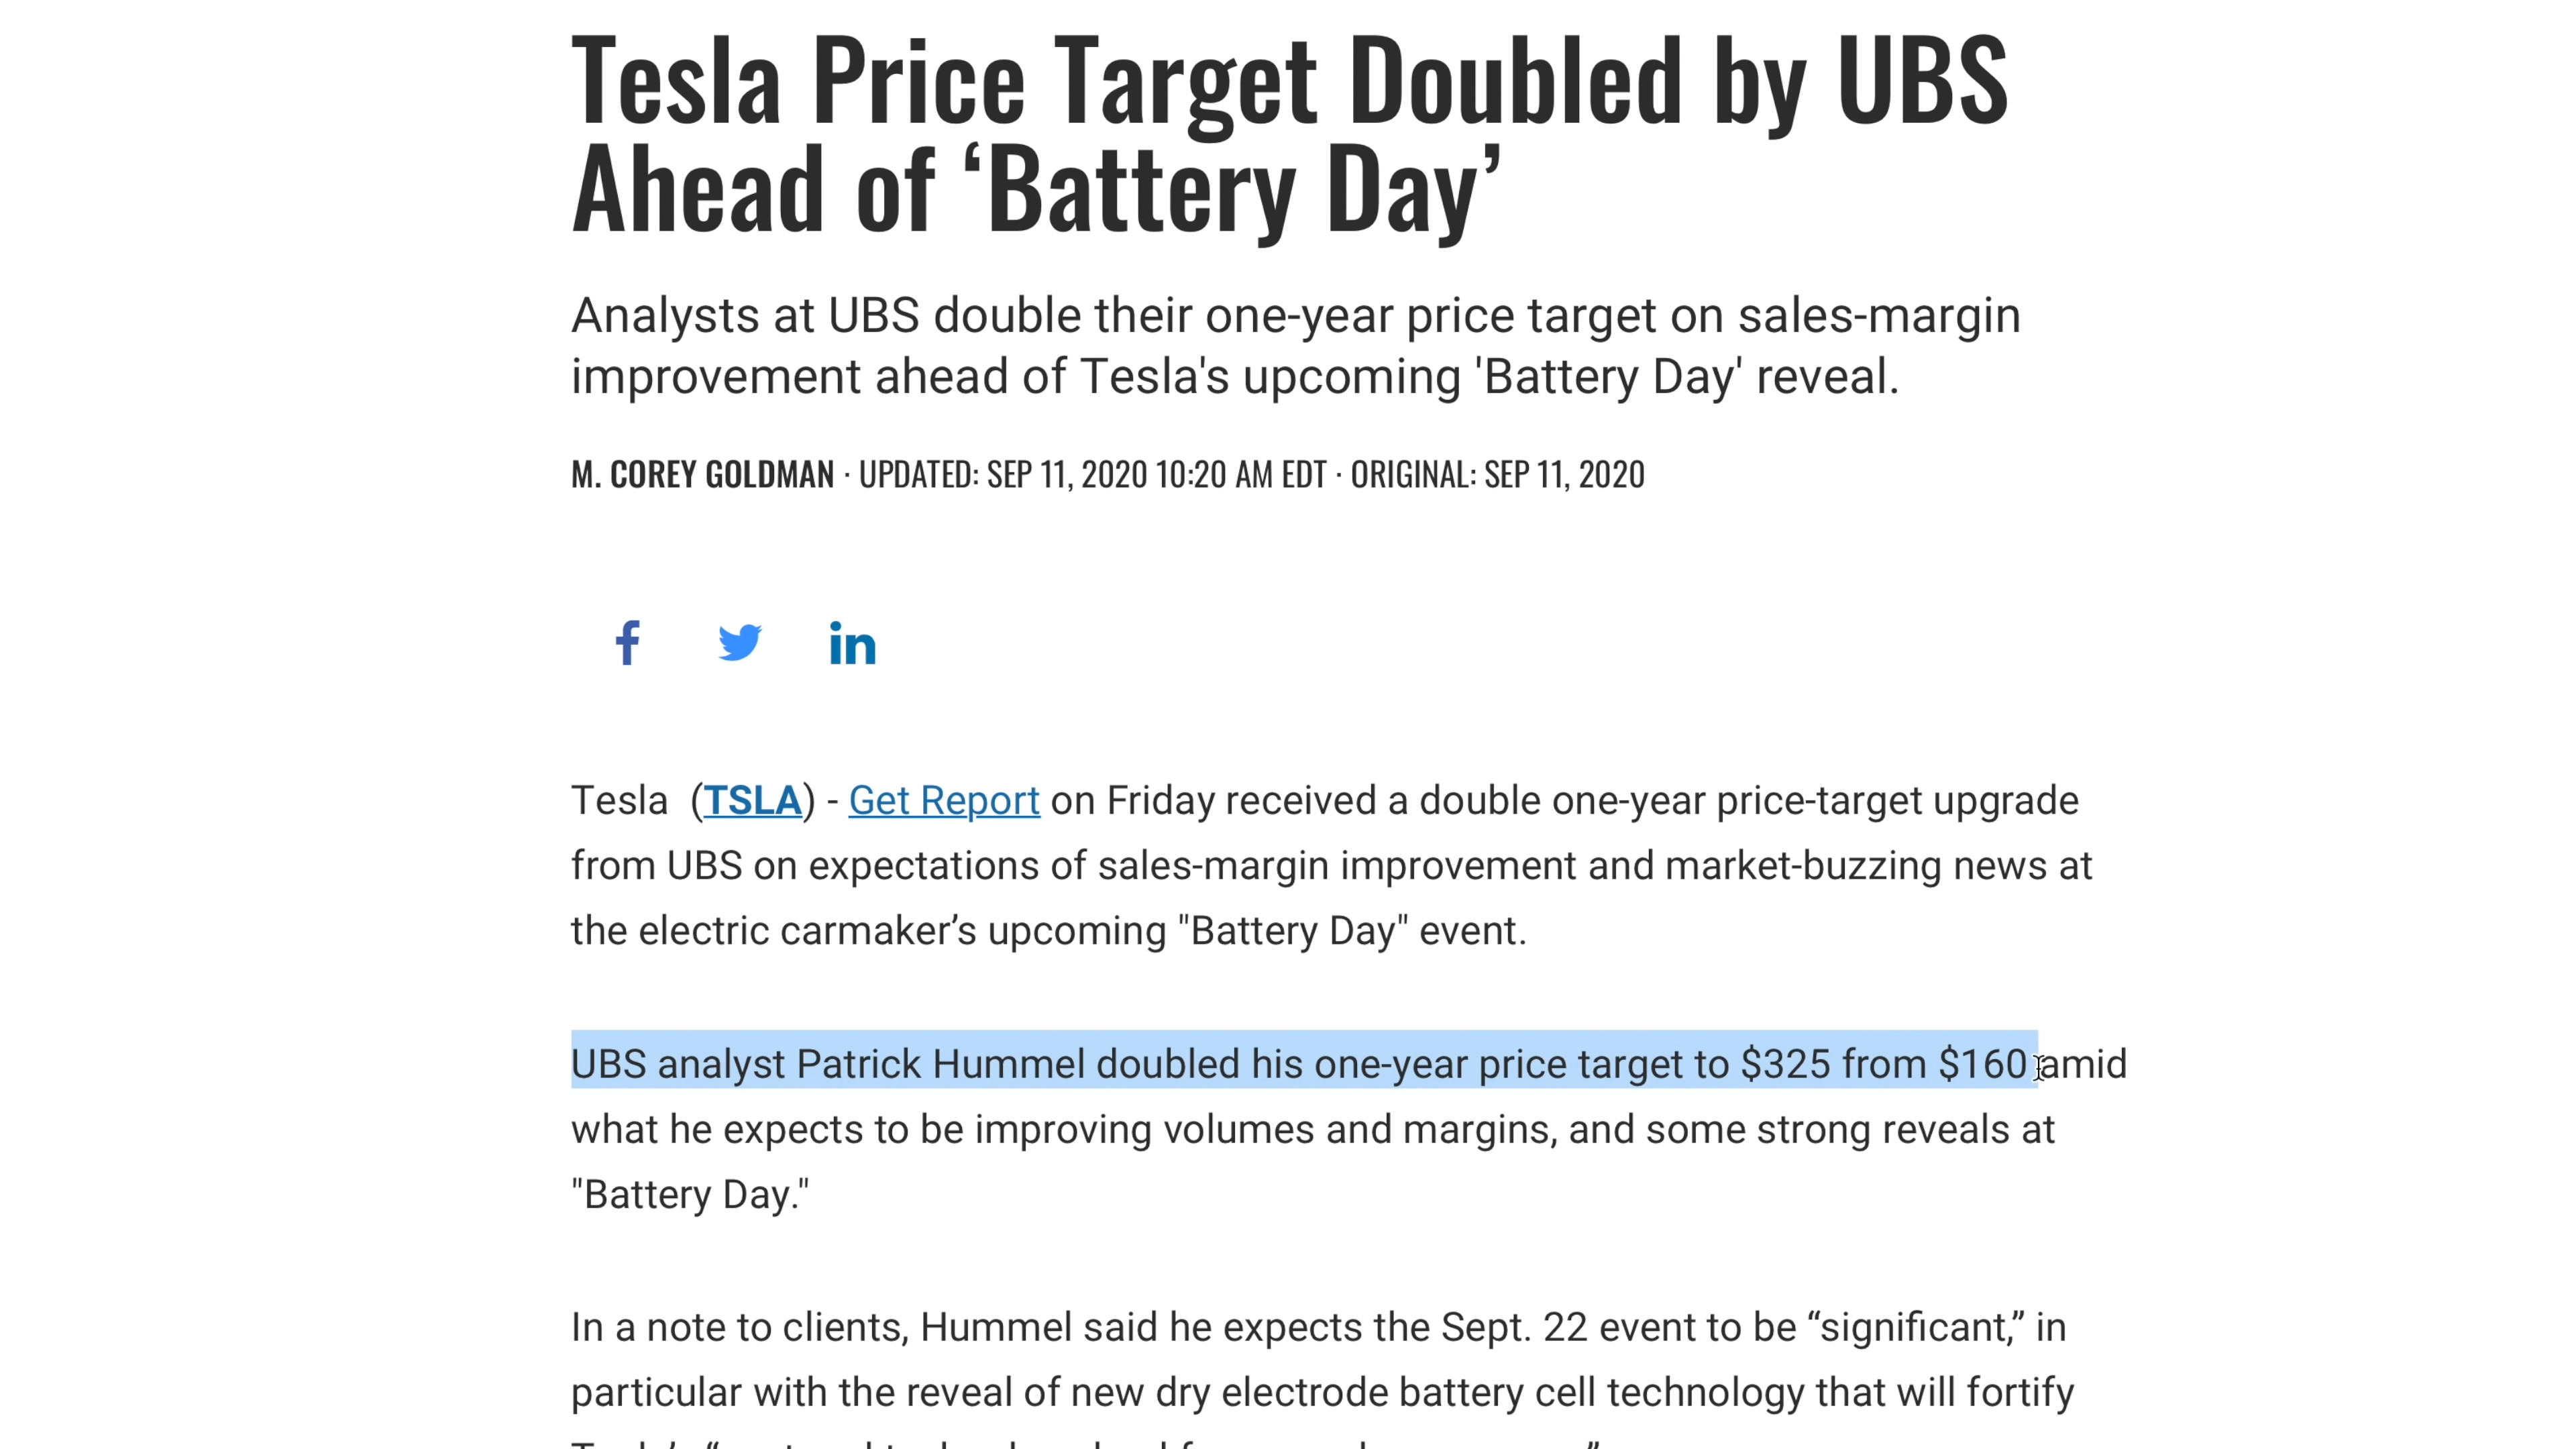 Tesla Price Target Doubled by UBS
Ahead of ‘Battery Day’
Analysts at UBS double their one-year price target on sales-margin
improvement ahead of Tesla's upcoming 'Battery Day' reveal.
M. COREY GOLDMAN · UPDATED: SEP 11, 2020 10:20 AM EDT · ORIGINAL: SEP 11, 2020
Tesla (TSLA) - Get Report on Friday received a double one-year price-target upgrade
from UBS on expectations of sales-margin improvement and market-buzzing news at
the electric carmaker’s upcoming "Battery Day" event.
UBS analyst Patrick Hummel doubled his one-year price target to $325 from $160 amid
what he expects to be improving volumes and margins, and some strong reveals at
"Battery Day."
In a note to clients, Hummel said he expects the Sept. 22 event to be “significant,” in
particular with the reveal of new dry electrode battery cell technology that will fortify